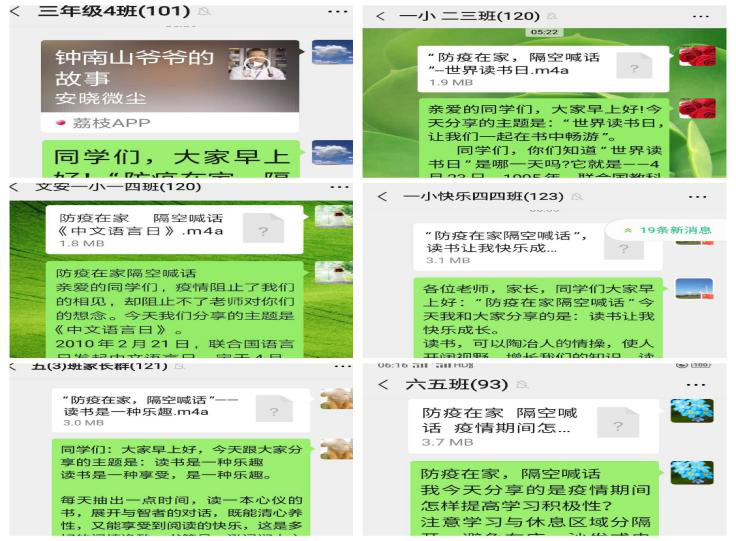 三年级4班(101)
钟南山爷爷的
故事
安晓微尘
荔枝APP
同学们，大家早上
好！“防疫在家，隔
一小 二三班(120)
05:22
“防疫在家，隔空喊话
”--世界读书日.m4a
1.9 MB
亲爱的同学们，大家早上好!今
天分享的主题是：“世界读书日，
让我们一起在书中畅游”。
同学们，你们知道“世界读
书日”是哪一天吗?它就是——4
月23日，1995年，联合国教科
文安一小一四班(120)
防疫在家 隔空喊话
《中文语言日》.m4a
1.8 MB
防疫在家隔空喊话
亲爱的同学们，疫情阻止了我们
的相见，却阻止不了老师对你们
的想念。今天我们分享的主题是
《中文语言日》。
2010年2月21日，联合国语言
日发起中文语言日，定于4月
一小快乐四四班(123)
19条新消息
“防疫在家，隔空喊话”，
读书让我快乐成...
3.1 MB
各位老师，家长，同学们大家早
上好：“防疫在家隔空喊话”今
天我和大家分享的是：读书让我
快乐成长。
读书，可以陶冶人的情操，使人
开阔视野，增长我们的知识，读
五(3)班家长群(121)
“防疫在家，隔空喊话”——
读书是一种乐趣.m4a
3.0 MB
同学们：大家早上好，今天跟大家分
享的主题是：读书是一种乐趣
读书是一种享受，是一种乐趣。
每天抽出一点时间，读一本心仪的
书，展开与智者的对话，既能清心养
性，又能享受到阅读的快乐，这是多
06:16
HD
100
六五班(93)
防疫在家 隔空喊
话 疫情期间怎...
3.7 MB
防疫在家，隔空喊话
我今天分享的是疫情期间
怎样提高学习积极性?
注意学习与休息区域分隔
开，避免在床、沙发或电